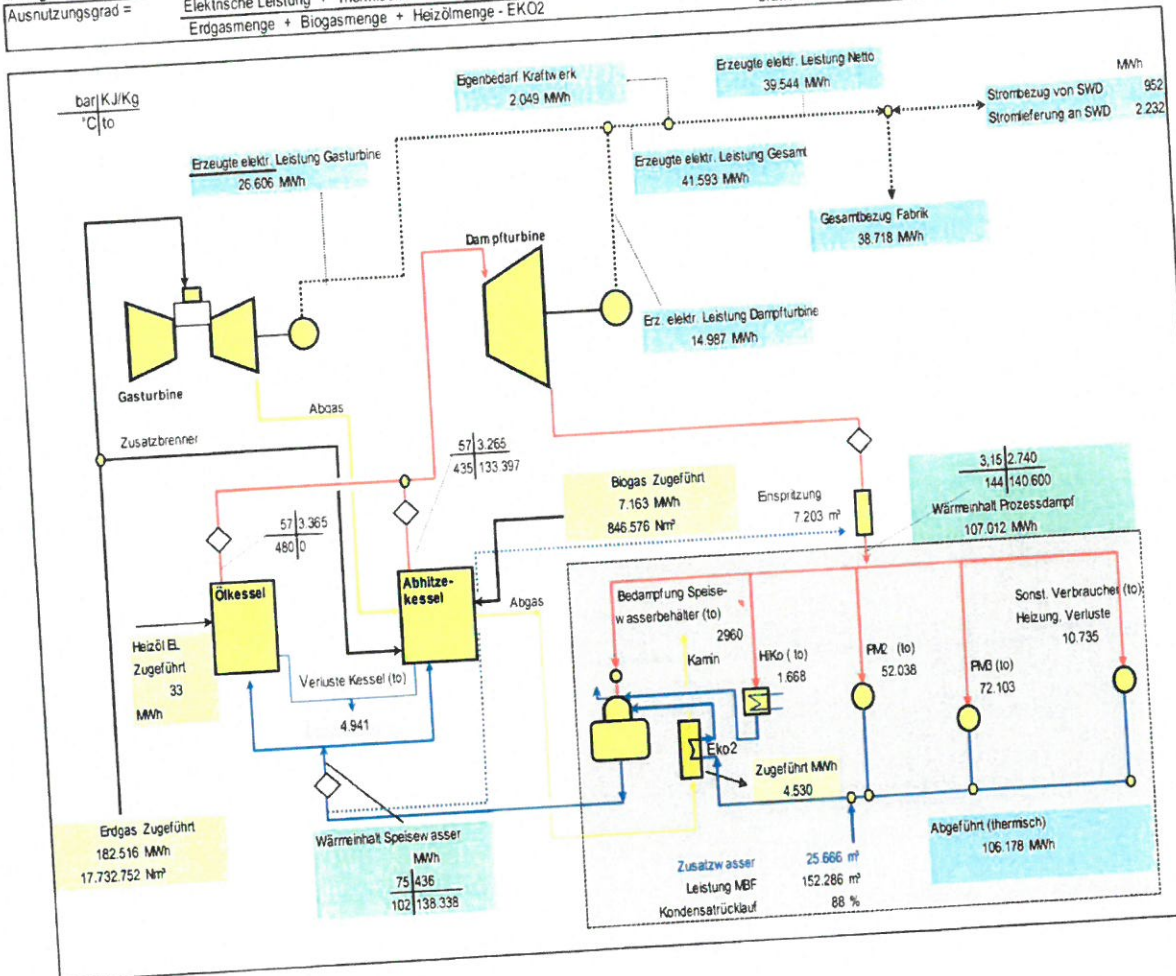 Ausnutzungsgrad =
Elektrische Leistung +
Erdgasmenge + Biogasmenge + Heizölmenge - EKO2
bar KJ/Kg
°C to
Eigenbedarf Kraftwerk
2.049 MWh
Erzeugte elektr. Leistung Netto
39.544 MWh
MWh
Strombezug von SWD 952
Stromlieferung an SWD 2.232
Erzeugte elektr. Leistung Gasturbine
26.606 MWh
Erzeugte elektr. Leistung Gesamt
41.593 MWh
Gesamtbezug Fabrik
38.718 MWh
Dampfturbine
Erz. elektr. Leistung Dampfturbine
14.987 MWh
Gasturbine
Abgas
Zusatzbrenner
57 3.265
435 133.397
57 3.365
480 0
Biogas Zugeführt
7.163 MWh
846.576 Nm³
Einspritzung
7.203 m³
3,15 2.740
144 140.600
Wärmeinhalt Prozessdampf
107.012 MWh
Ölkessel
Abhitze-
kessel
Abgas
Heizöl EL
Zugeführt
33
MWh
Verluste Kessel (to)
4.941
Bedampfung Speise-
wasserbehälter (to)
2960
Kamin
HiKo (to)
1.668
PM2 (to)
52.038
PM3 (to)
72.103
Sonst. Verbraucher (to)
Heizung, Verluste
10.735
Eko2
Zugeführt MWh
4.530
Erdgas Zugeführt
182.516 MWh
17.732.752 Nm³
Wärmeinhalt Speisewasser
MWh
75 436
102 138.338
Zusatzwasser 25.666 m³
Leistung MBF 152.286 m³
Kondensatrücklauf 88 %
Abgeführt (thermisch)
106.178 MWh